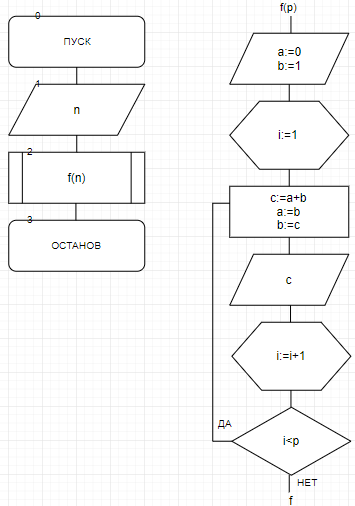 0
ПУСК
1
n
2
f(n)
3
ОСТАНОВ
f(p)
a:=0
b:=1
i:=1
c:=a+b
a:=b
b:=c
c
i:=i+1
ДА
i<p
НЕТ
f